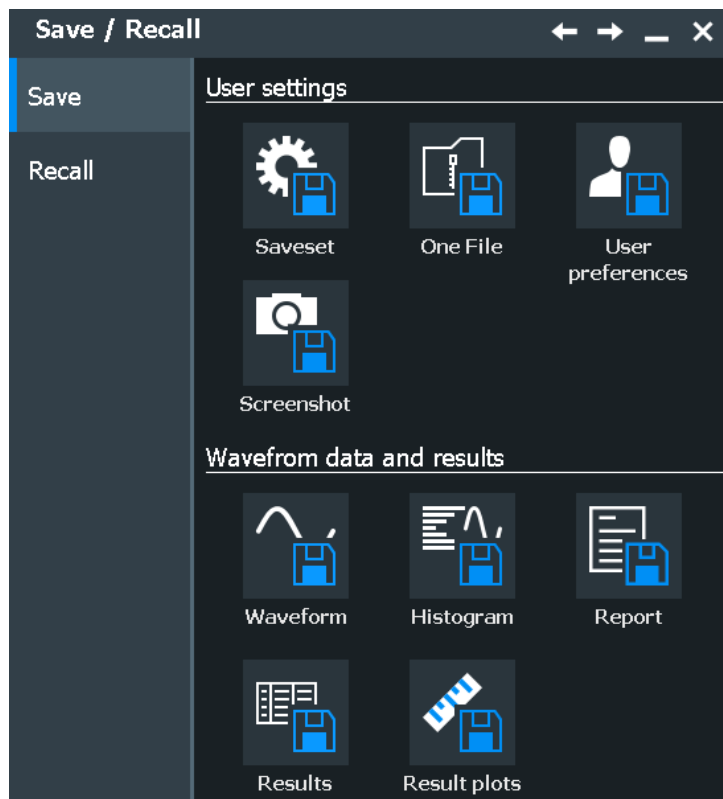 Save / Recall
Save
Recall
User settings
Saveset
One File
User
preferences
Screenshot
Wavefrom data and results
Waveform
Histogram
Report
Results
Result plots